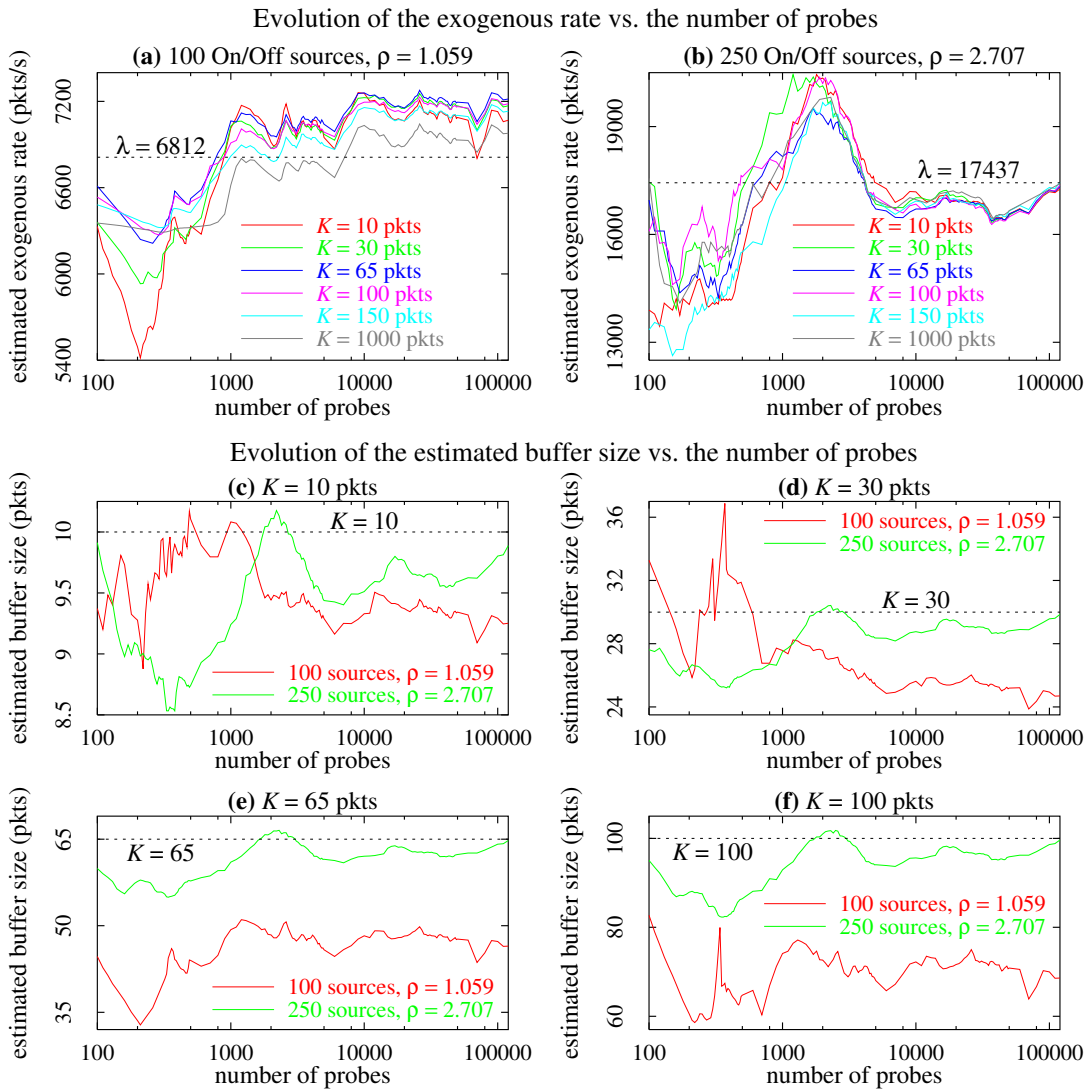 Evolution of the exogenous rate vs. the number of probes
(a) 100 On/Off sources, ρ = 1.059
estimated exogenous rate (pkts/s)
7200
6600
6000
5400
λ = 6812
K = 10 pkts
K = 30 pkts
K = 65 pkts
K = 100 pkts
K = 150 pkts
K = 1000 pkts
100
1000
10000
100000
number of probes
(b) 250 On/Off sources, ρ = 2.707
estimated exogenous rate (pkts/s)
19000
16000
13000
λ = 17437
K = 10 pkts
K = 30 pkts
K = 65 pkts
K = 100 pkts
K = 150 pkts
K = 1000 pkts
100
1000
10000
100000
number of probes
Evolution of the estimated buffer size vs. the number of probes
(c) K = 10 pkts
estimated buffer size (pkts)
10
9.5
9
8.5
K = 10
100 sources, ρ = 1.059
250 sources, ρ = 2.707
100
1000
10000
100000
number of probes
(d) K = 30 pkts
estimated buffer size (pkts)
36
32
28
24
100 sources, ρ = 1.059
250 sources, ρ = 2.707
K = 30
100
1000
10000
100000
number of probes
(e) K = 65 pkts
estimated buffer size (pkts)
65
50
35
K = 65
100 sources, ρ = 1.059
250 sources, ρ = 2.707
100
1000
10000
100000
number of probes
(f) K = 100 pkts
estimated buffer size (pkts)
100
80
60
K = 100
100 sources, ρ = 1.059
250 sources, ρ = 2.707
100
1000
10000
100000
number of probes